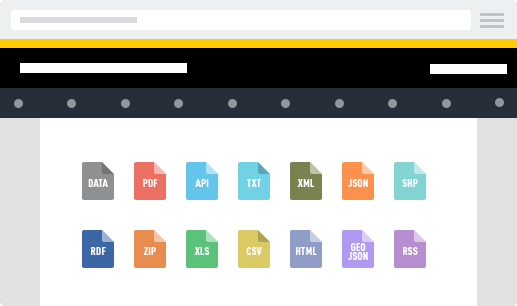 DATA PDF API TXT XML JSON SHP
RDF ZIP XLS CSV HTML GEO JSON RSS